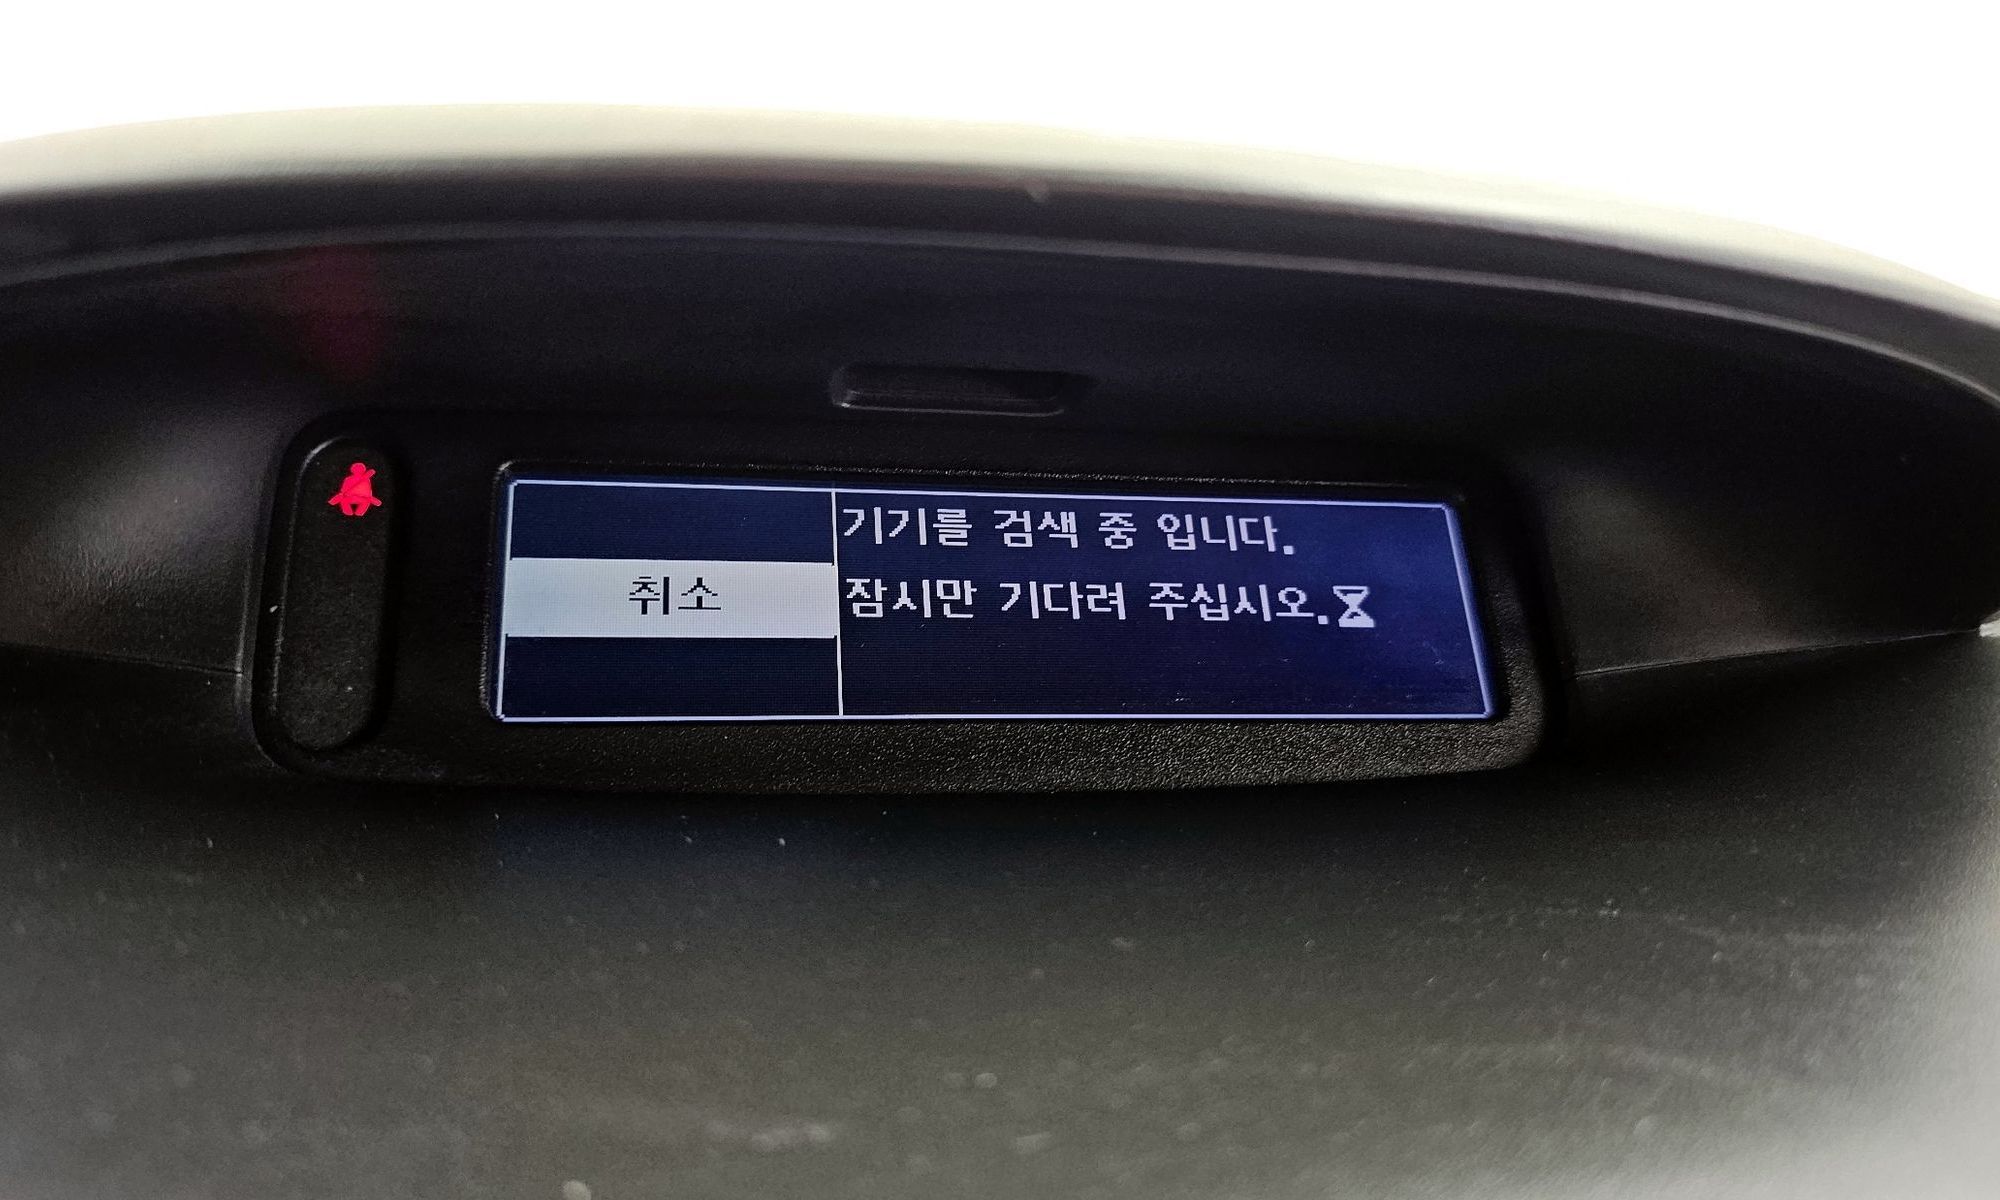 취소
기기를 검색 중 입니다.
잠시만 기다려 주십시오.